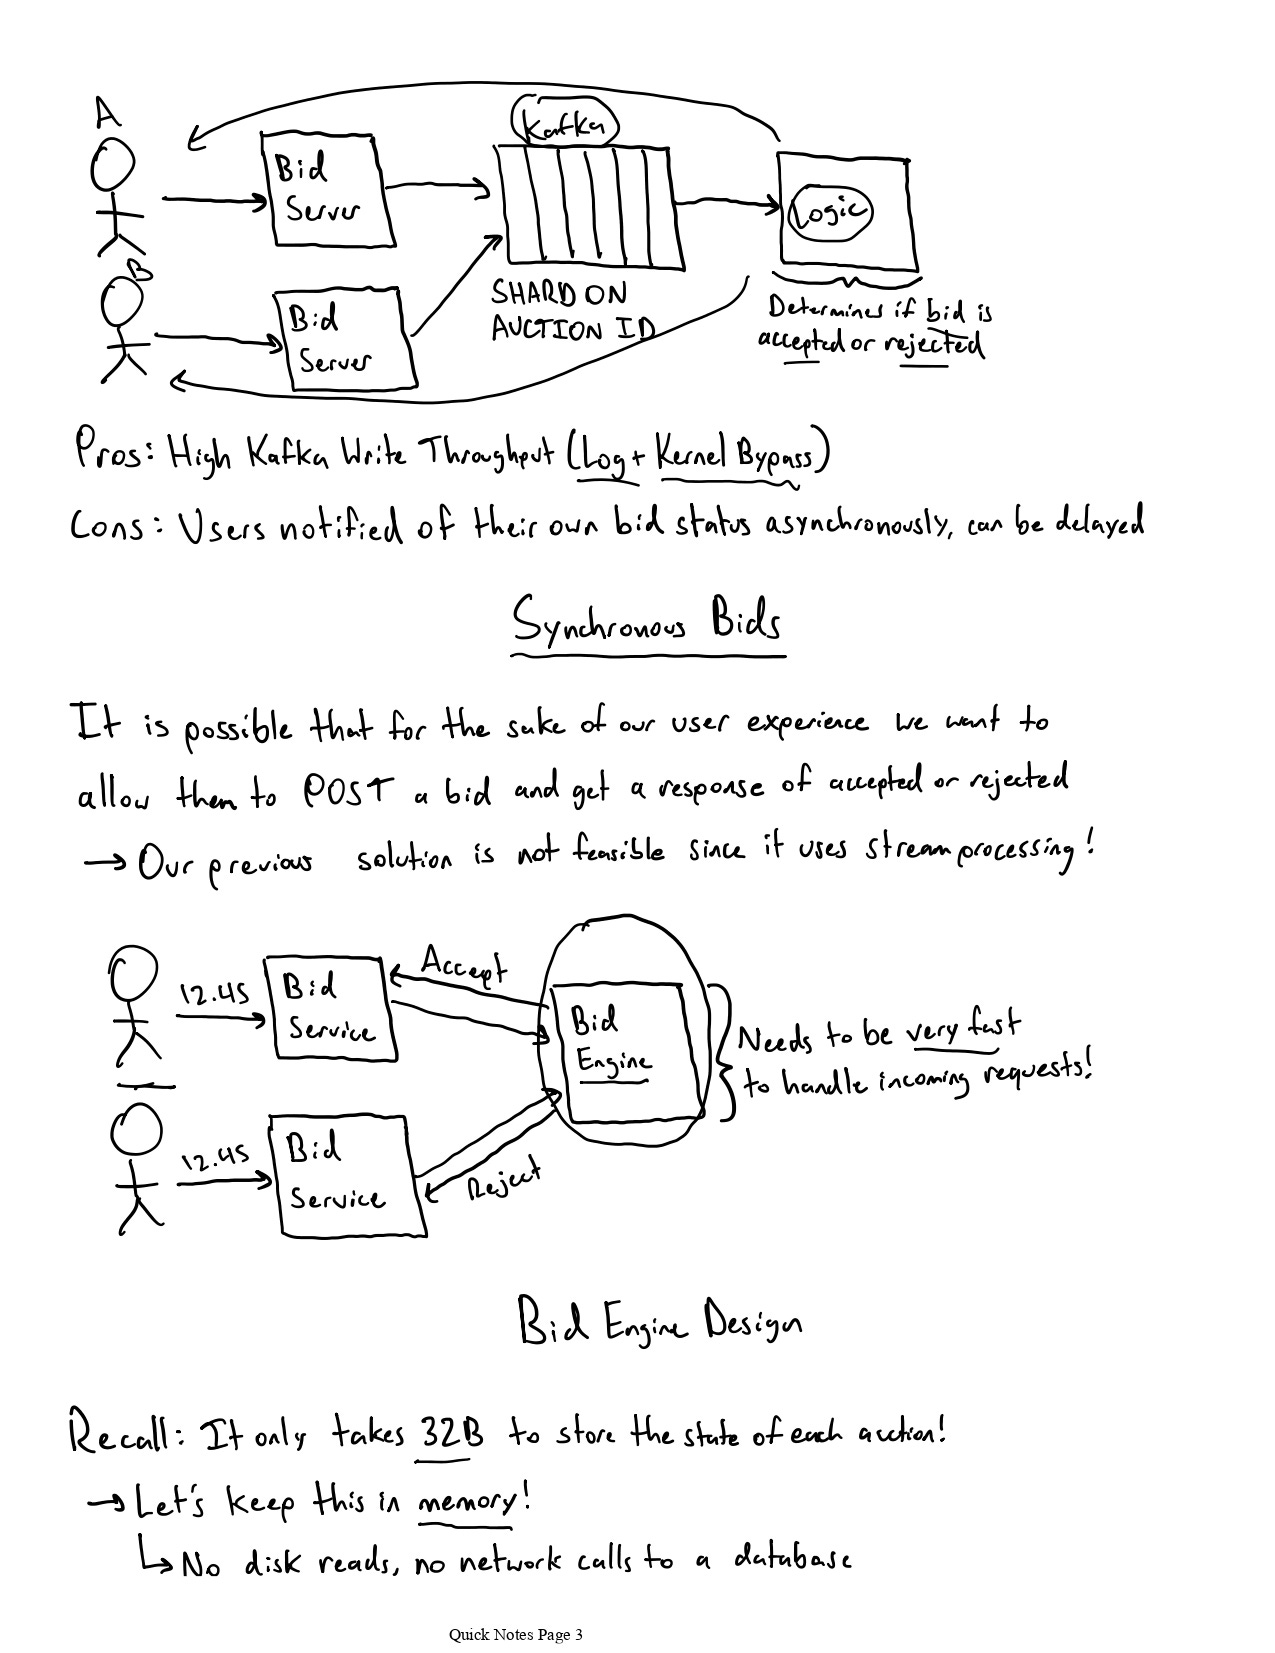 A
Kafka
Bid
Server
Logic
B
Bid
Server
SHARD ON
AUCTION ID
Determines if bid is
accepted or rejected
Pros: High Kafka Write Throughput (Log + Kernel Bypass)
Cons: Users notified of their own bid status asynchronously, can be delayed
Synchronous Bids
It is possible that for the sake of our user experience we want to
allow them to POST a bid and get a response of accepted or rejected
→ Our previous solution is not feasible since it uses stream processing!
12.45
Bid
Service
Accept
Bid
Engine
Needs to be very fast
to handle incoming requests!
12.45
Bid
Service
Reject
Bid Engine Design
Recall: It only takes 32B to store the state of each auction!
→ Let's keep this in memory!
↳ No disk reads, no network calls to a database
Quick Notes Page 3